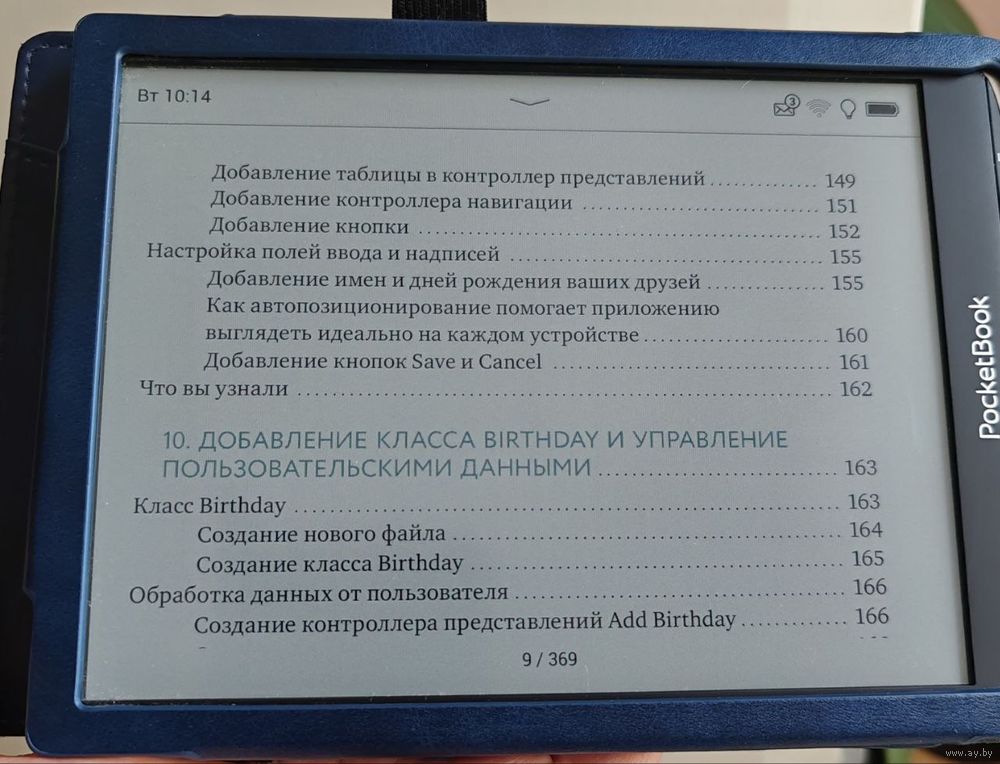 Вт 10:14
3
Добавление таблицы в контроллер представлений .............. 149
Добавление контроллера навигации .............................. 151
Добавление кнопки .................................................. 152
Настройка полей ввода и надписей ........................................ 155
Добавление имен и дней рождения ваших друзей .............. 155
Как автопозиционирование помогает приложению
выглядеть идеально на каждом устройстве ...................... 160
Добавление кнопок Save и Cancel .................................. 161
Что вы узнали .................................................................. 162
10. ДОБАВЛЕНИЕ КЛАССА BIRTHDAY И УПРАВЛЕНИЕ
ПОЛЬЗОВАТЕЛЬСКИМИ ДАННЫМИ .............................. 163
Класс Birthday .................................................................. 163
Создание нового файла .............................................. 164
Создание класса Birthday ............................................ 165
Обработка данных от пользователя ...................................... 166
Создание контроллера представлений Add Birthday ............ 166
9 / 369
PocketBook
www.ay.by